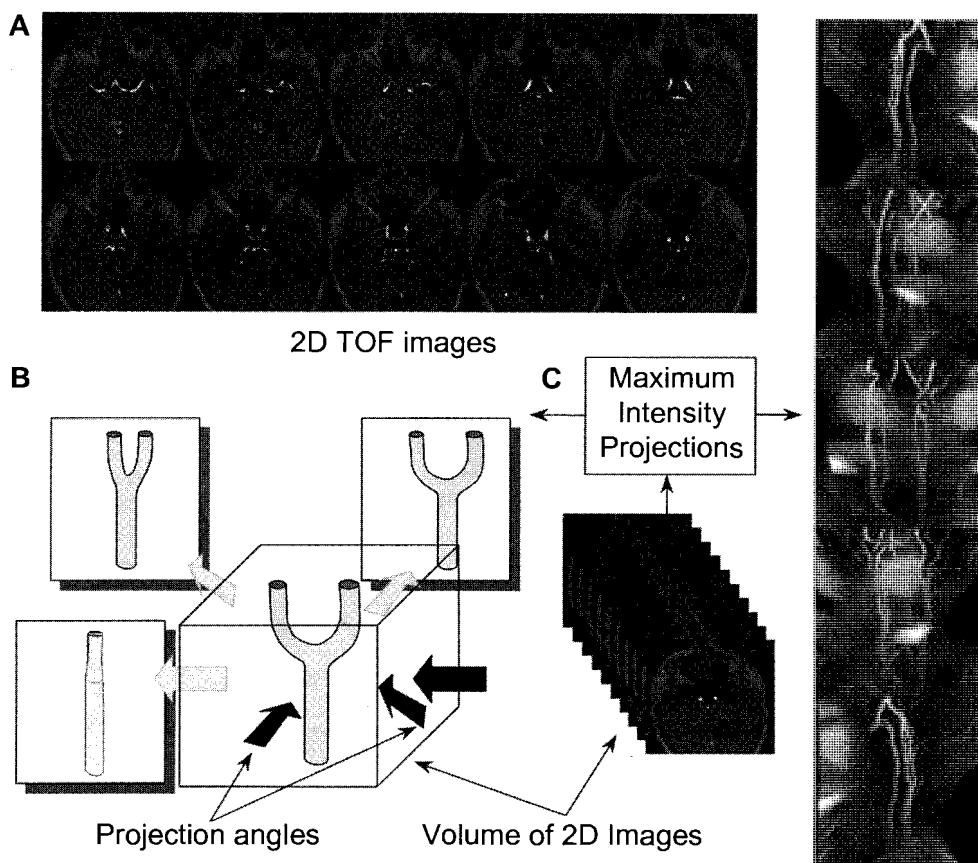 A
2D TOF images
B
C
Maximum
Intensity
Projections
Projection angles
Volume of 2D Images